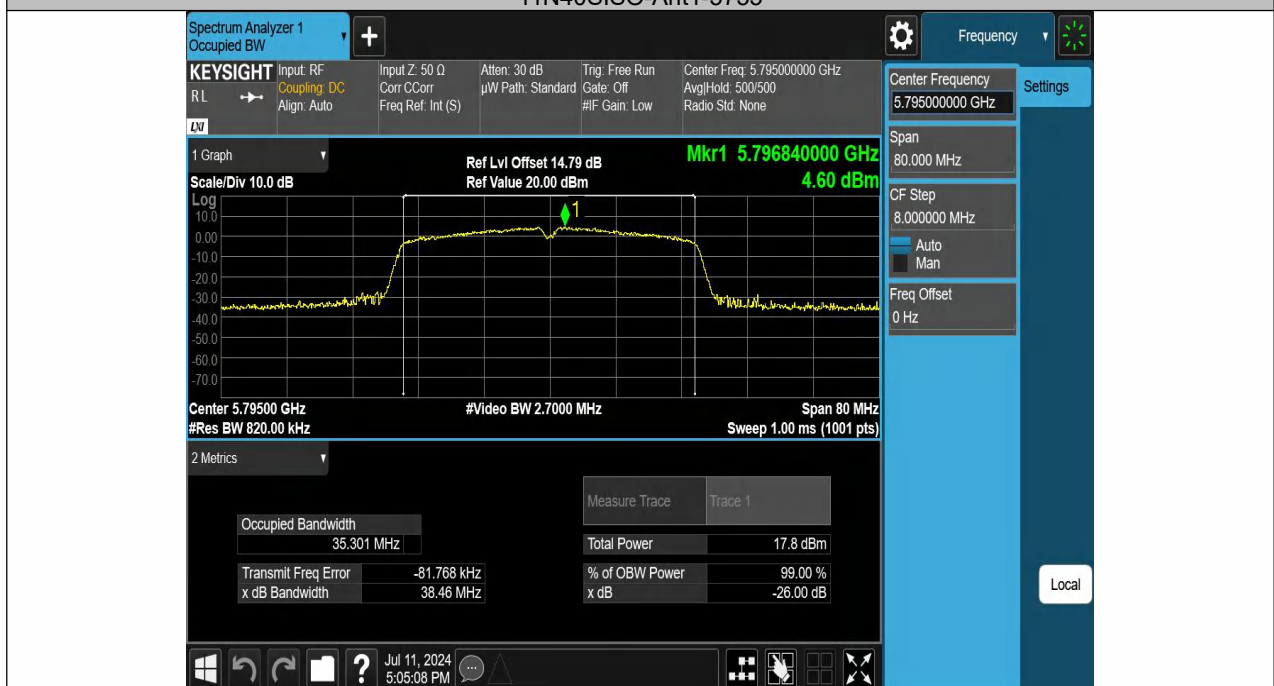 Spectrum Analyzer 1
Occupied BW
+
Frequency
KEYSIGHT
RL
LXI
Input: RF
Coupling: DC
Align: Auto
Input Z: 50 Ω
Corr CCorr
Freq Ref: Int (S)
Atten: 30 dB
µW Path: Standard
Trig: Free Run
Gate: Off
#IF Gain: Low
Center Freq: 5.795000000 GHz
Avg|Hold: 500/500
Radio Std: None
Center Frequency
5.795000000 GHz
Settings
Span
80.000 MHz
CF Step
8.000000 MHz
Auto
Man
Freq Offset
0 Hz
Local
1 Graph
Scale/Div 10.0 dB
Ref Lvl Offset 14.79 dB
Ref Value 20.00 dBm
Mkr1 5.796840000 GHz
4.60 dBm
Log
10.0
0.00
-10.0
-20.0
-30.0
-40.0
-50.0
-60.0
-70.0
1
Center 5.79500 GHz
#Video BW 2.7000 MHz
Span 80 MHz
#Res BW 820.00 kHz
Sweep 1.00 ms (1001 pts)
2 Metrics
Measure Trace
Trace 1
Occupied Bandwidth
35.301 MHz
Total Power
17.8 dBm
Transmit Freq Error
-81.768 kHz
% of OBW Power
99.00 %
x dB Bandwidth
38.46 MHz
x dB
-26.00 dB
?
Jul 11, 2024
5:05:08 PM